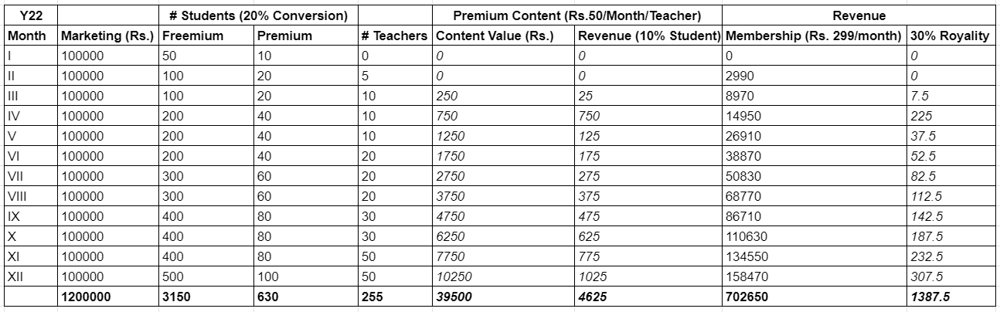 Y22 # Students (20% Conversion) Premium Content (Rs.50/Month/Teacher) Revenue
Month Marketing (Rs.) Freemium Premium # Teachers Content Value (Rs.) Revenue (10% Student) Membership (Rs. 299/month) 30% Royality
I 100000 50 10 0 0 0 0 0
II 100000 100 20 5 0 0 2990 0
III 100000 100 20 10 250 25 8970 7.5
IV 100000 200 40 10 750 750 14950 225
V 100000 200 40 10 1250 125 26910 37.5
VI 100000 200 40 20 1750 175 38870 52.5
VII 100000 300 60 20 2750 275 50830 82.5
VIII 100000 300 60 20 3750 375 68770 112.5
IX 100000 400 80 30 4750 475 86710 142.5
X 100000 400 80 30 6250 625 110630 187.5
XI 100000 400 80 50 7750 775 134550 232.5
XII 100000 500 100 50 10250 1025 158470 307.5
1200000 3150 630 255 39500 4625 702650 1387.5